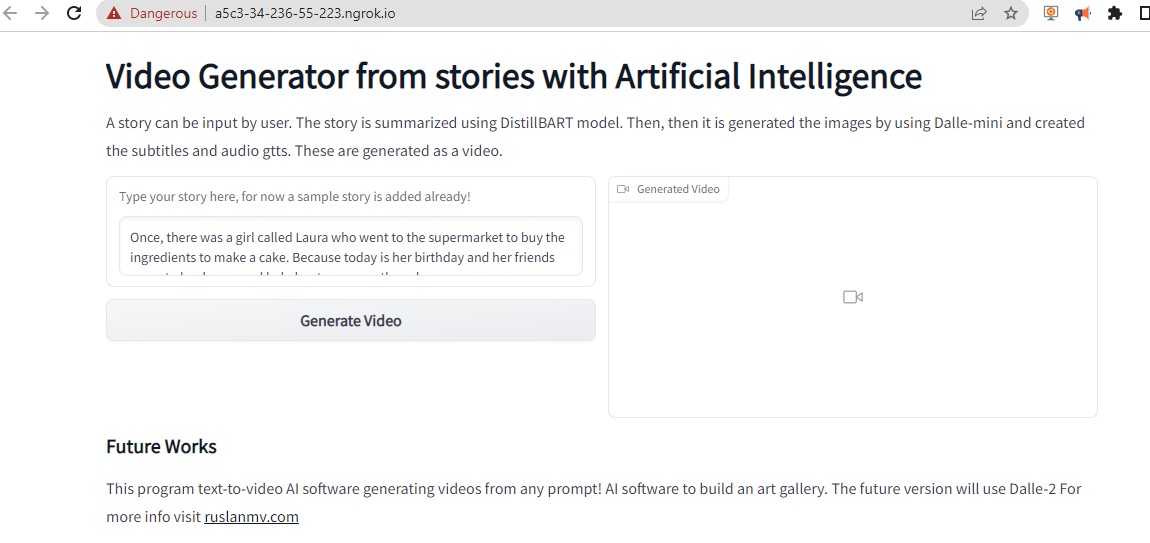 Dangerous a5c3-34-236-55-223.ngrok.io
Video Generator from stories with Artificial Intelligence
A story can be input by user. The story is summarized using DistillBART model. Then, then it is generated the images by using Dalle-mini and created
the subtitles and audio gtts. These are generated as a video.
Type your story here, for now a sample story is added already!
Once, there was a girl called Laura who went to the supermarket to buy the
ingredients to make a cake. Because today is her birthday and her friends
Generate Video
Generated Video
Future Works
This program text-to-video AI software generating videos from any prompt! AI software to build an art gallery. The future version will use Dalle-2 For
more info visit ruslanmv.com